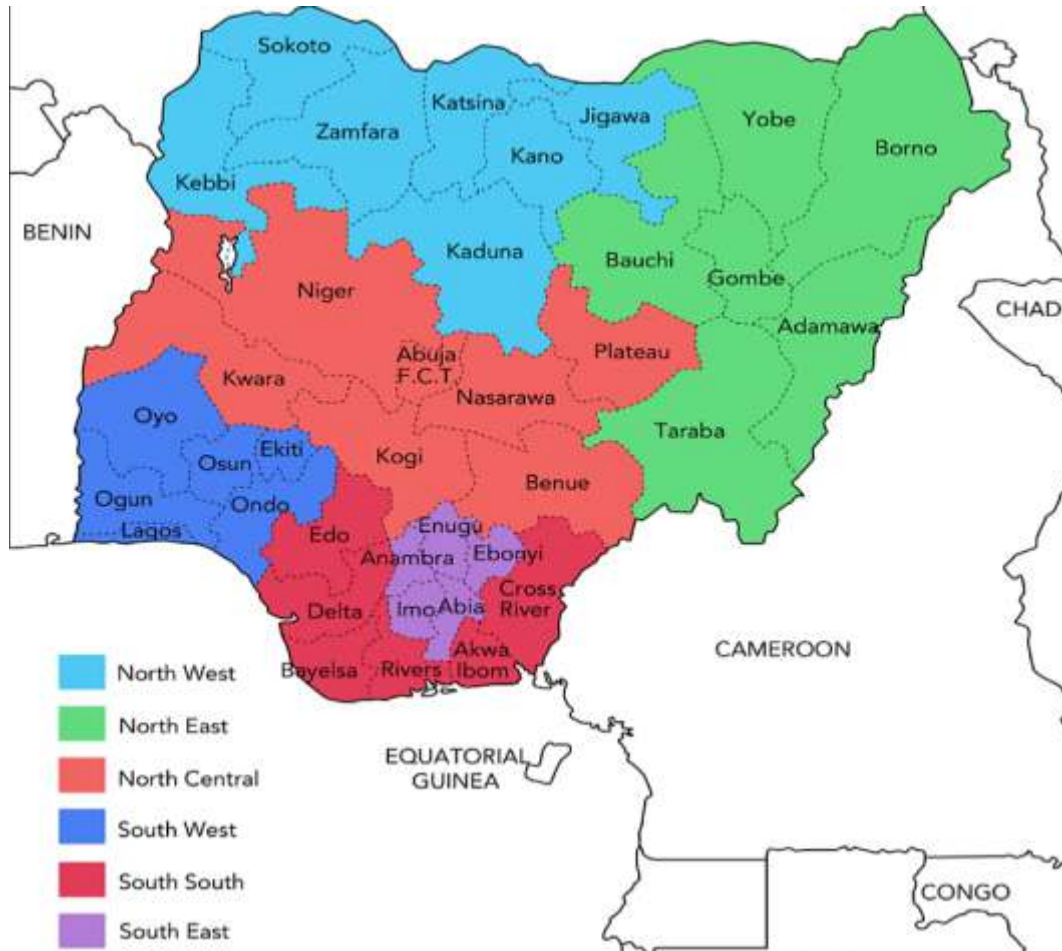 Sokoto
Katsina
Jigawa
Yobe
Zamfara
Kano
Borno
Kebbi
BENIN
Kaduna
Bauchi
Gombe
Niger
CHAD
Adamawa
Abuja
F.C.T.
Plateau
Kwara
Nasarawa
Oyo
Taraba
Ekiti
Osun
Kogi
Benue
Ogun
Ondo
Lagos
Edo
Enugu
Anambra
Ebonyi
Cross
River
Delta
Imo
Abia
Akwa
Ibom
Bayelsa
Rivers
CAMEROON
North West
North East
EQUATORIAL
GUINEA
North Central
South West
South South
CONGO
South East